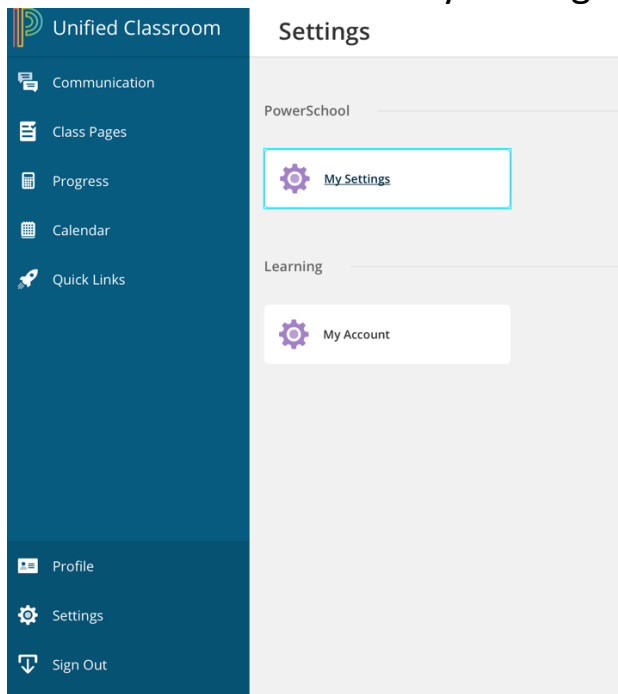 Unified Classroom
Communication
Class Pages
Progress
Calendar
Quick Links
Profile
Settings
Sign Out
Settings
PowerSchool
My Settings
Learning
My Account